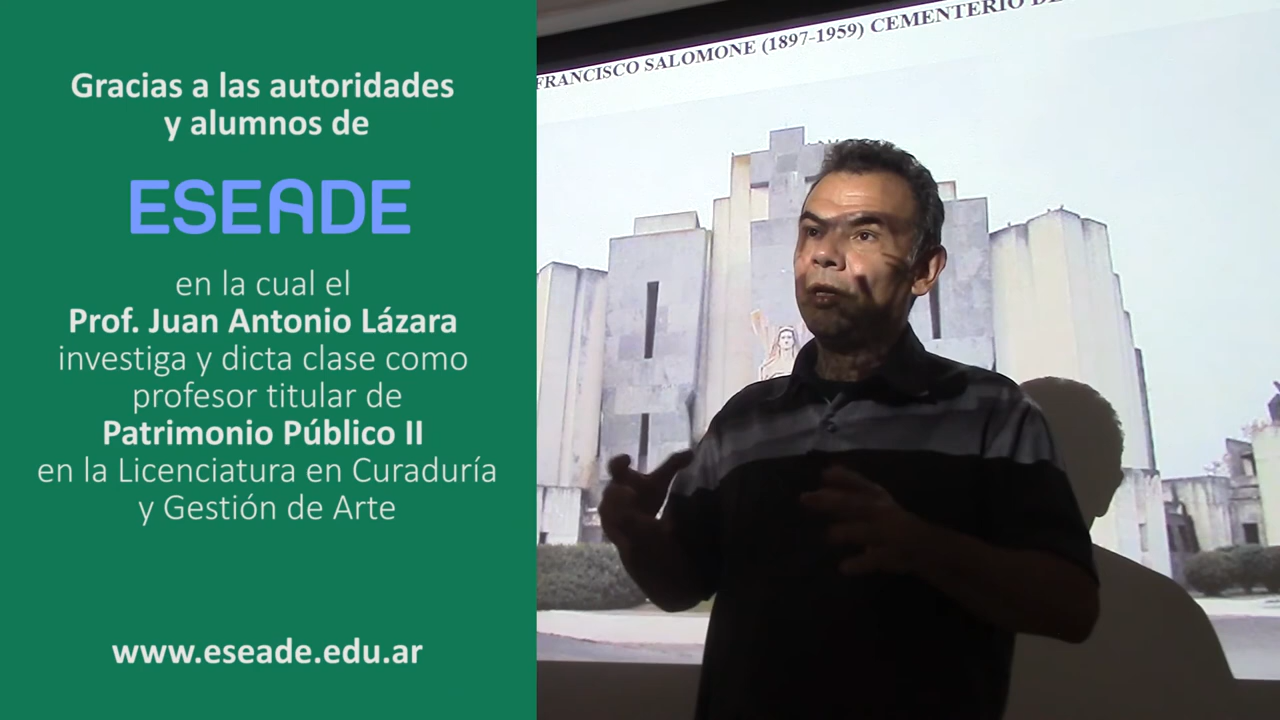 Gracias a las autoridades
y alumnos de
ESEADE
en la cual el
Prof. Juan Antonio Lázara
investiga y dicta clase como
profesor titular de
Patrimonio Público II
en la Licenciatura en Curaduría
y Gestión de Arte
www.eseade.edu.ar
FRANCISCO SALOMONE (1897-1959) CEMENTERIO